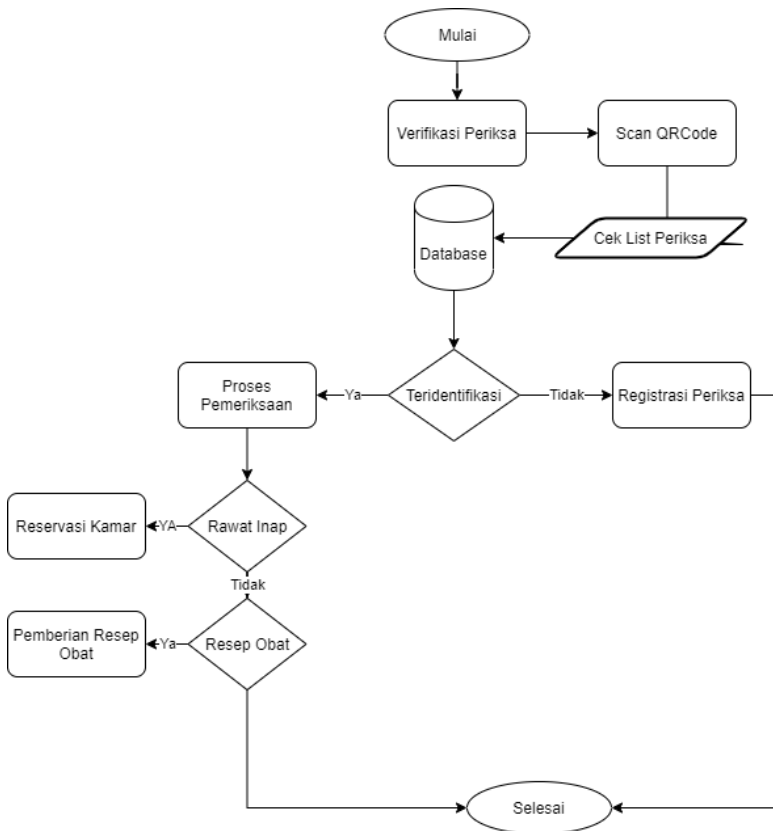 Mulai
Verifikasi Periksa
Scan QRCode
Cek List Periksa
Database
Teridentifikasi
Ya
Tidak
Proses
Pemeriksaan
Registrasi Periksa
Rawat Inap
YA
Reservasi Kamar
Tidak
Resep Obat
Ya
Pemberian Resep
Obat
Selesai